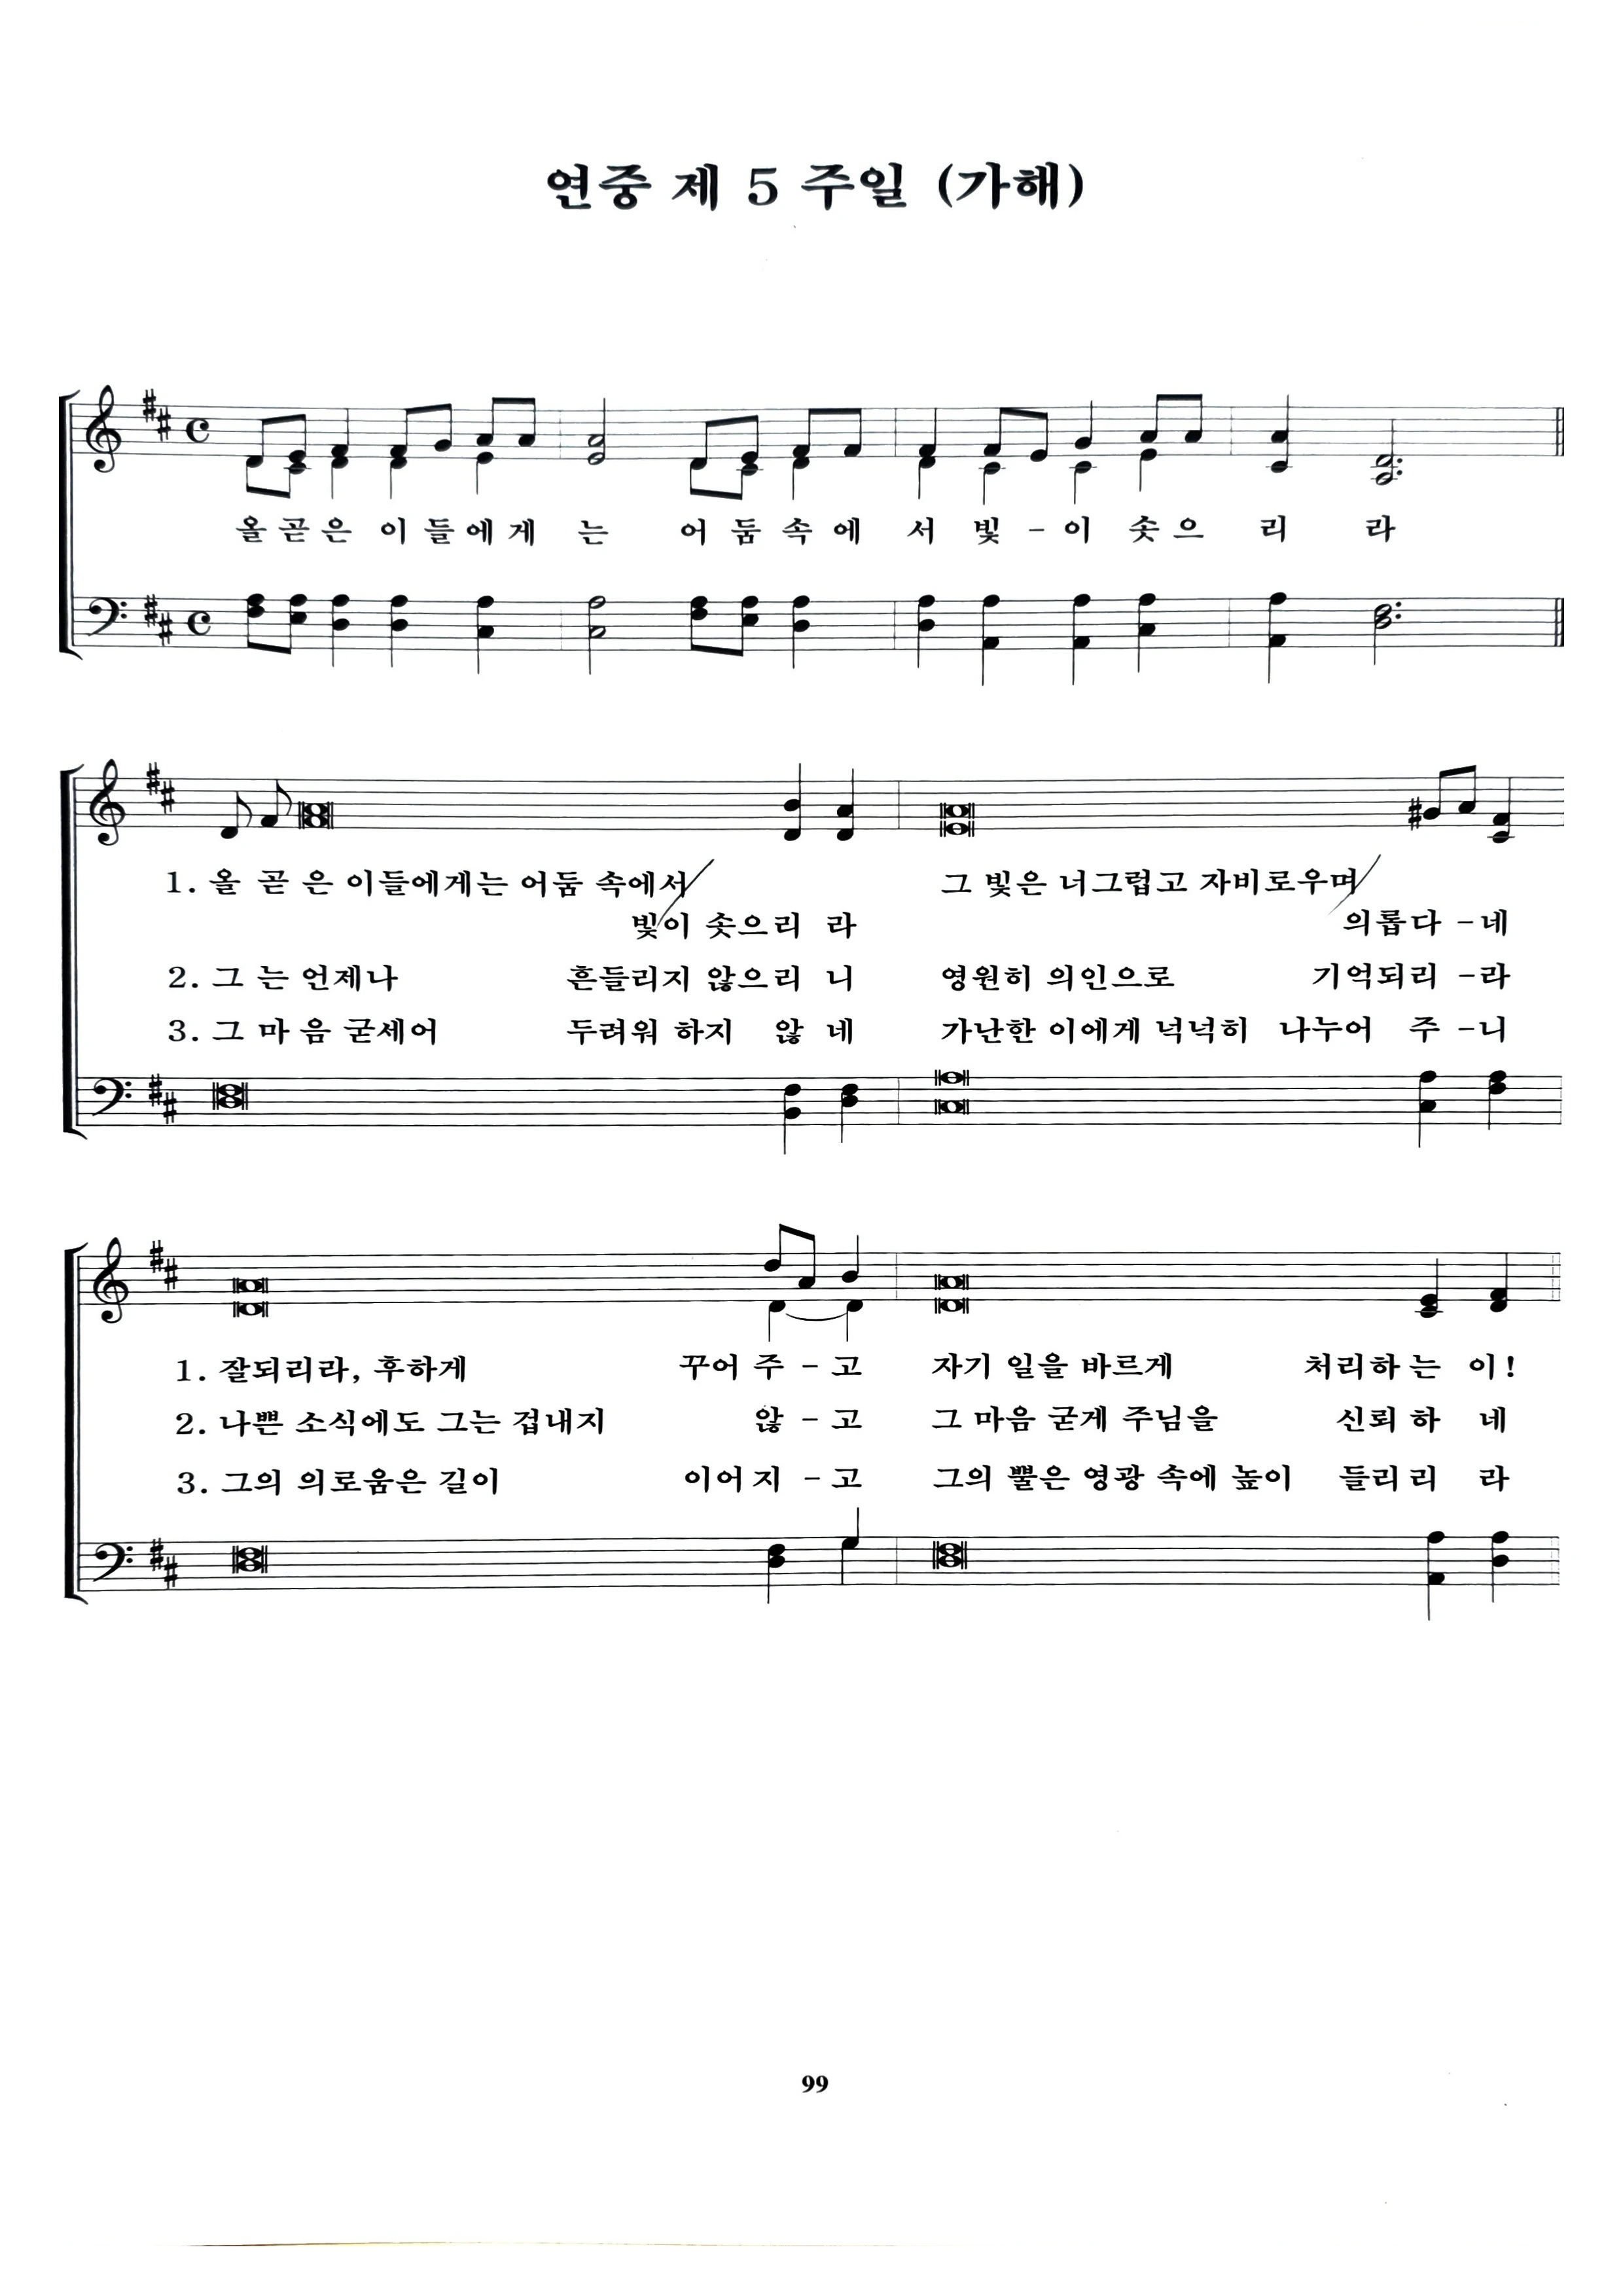 연중 제 5 주일 (가해)
올곧은 이들에게 는 어 둠 속 에 서 빛 - 이 솟으 리 라
1. 올 곧 은 이들에게는 어둠 속에서 그 빛은 너그럽고 자비로우며
빛이 솟으리 라 의롭다 - 네
2. 그 는 언제나 흔들리지 않으리 니 영원히 의인으로 기억되리 - 라
3. 그 마 음 굳세어 두려워 하지 않 네 가난한 이에게 넉넉히 나누어 주 - 니
1. 잘되리라, 후하게 꾸어 주 - 고 자기 일을 바르게 처리하는 이!
2. 나쁜 소식에도 그는 겁내지 않 - 고 그 마음 굳게 주님을 신뢰 하 네
3. 그의 의로움은 길이 이어 지 - 고 그의 뿔은 영광 속에 높이 들리리 라
99